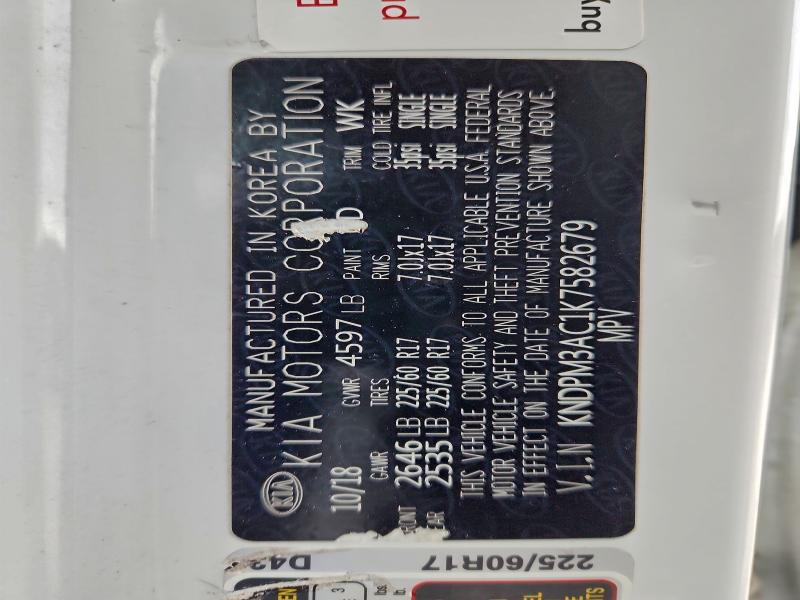 MANUFACTURED IN KOREA BY
KIA KIA MOTORS CORPORATION
10/18 GVWR 4597 LB PAINT D TRIM WK
GAWR TIRES RIMS COLD TIRE INFL
2646 LB 225/60 R17 7.0Jx17 35psi SINGLE
2535 LB 225/60 R17 7.0Jx17 35psi SINGLE
THIS VEHICLE CONFORMS TO ALL APPLICABLE U.S.A. FEDERAL
MOTOR VEHICLE SAFETY AND THEFT PREVENTION STANDARDS
IN EFFECT ON THE DATE OF MANUFACTURE SHOWN ABOVE.
V.I.N KNDPM3AC1K7582679
MPV
buy
225/60R17